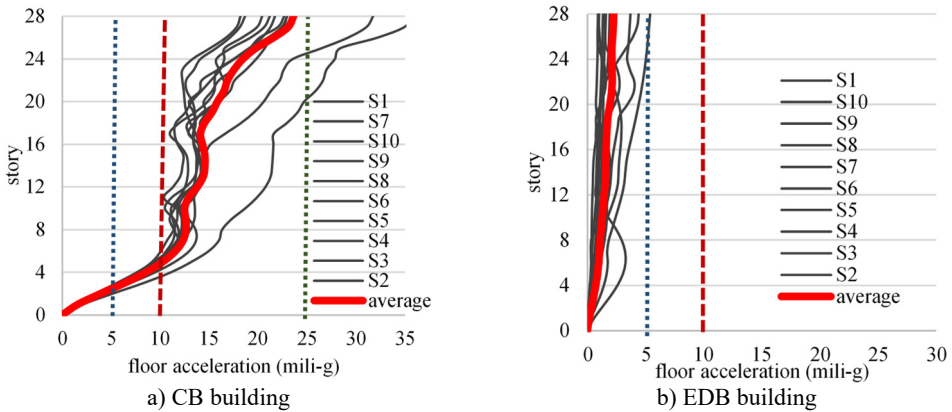 28
24
20
16
12
8
4
0
story
S1
S7
S10
S9
S8
S6
S5
S4
S3
S2
average
0 5 10 15 20 25 30 35
floor acceleration (mili-g)
a) CB building
28
24
20
16
12
8
4
0
story
S1
S10
S9
S8
S7
S6
S5
S4
S3
S2
average
0 5 10 15 20 25 30
floor acceleration (mili-g)
b) EDB building